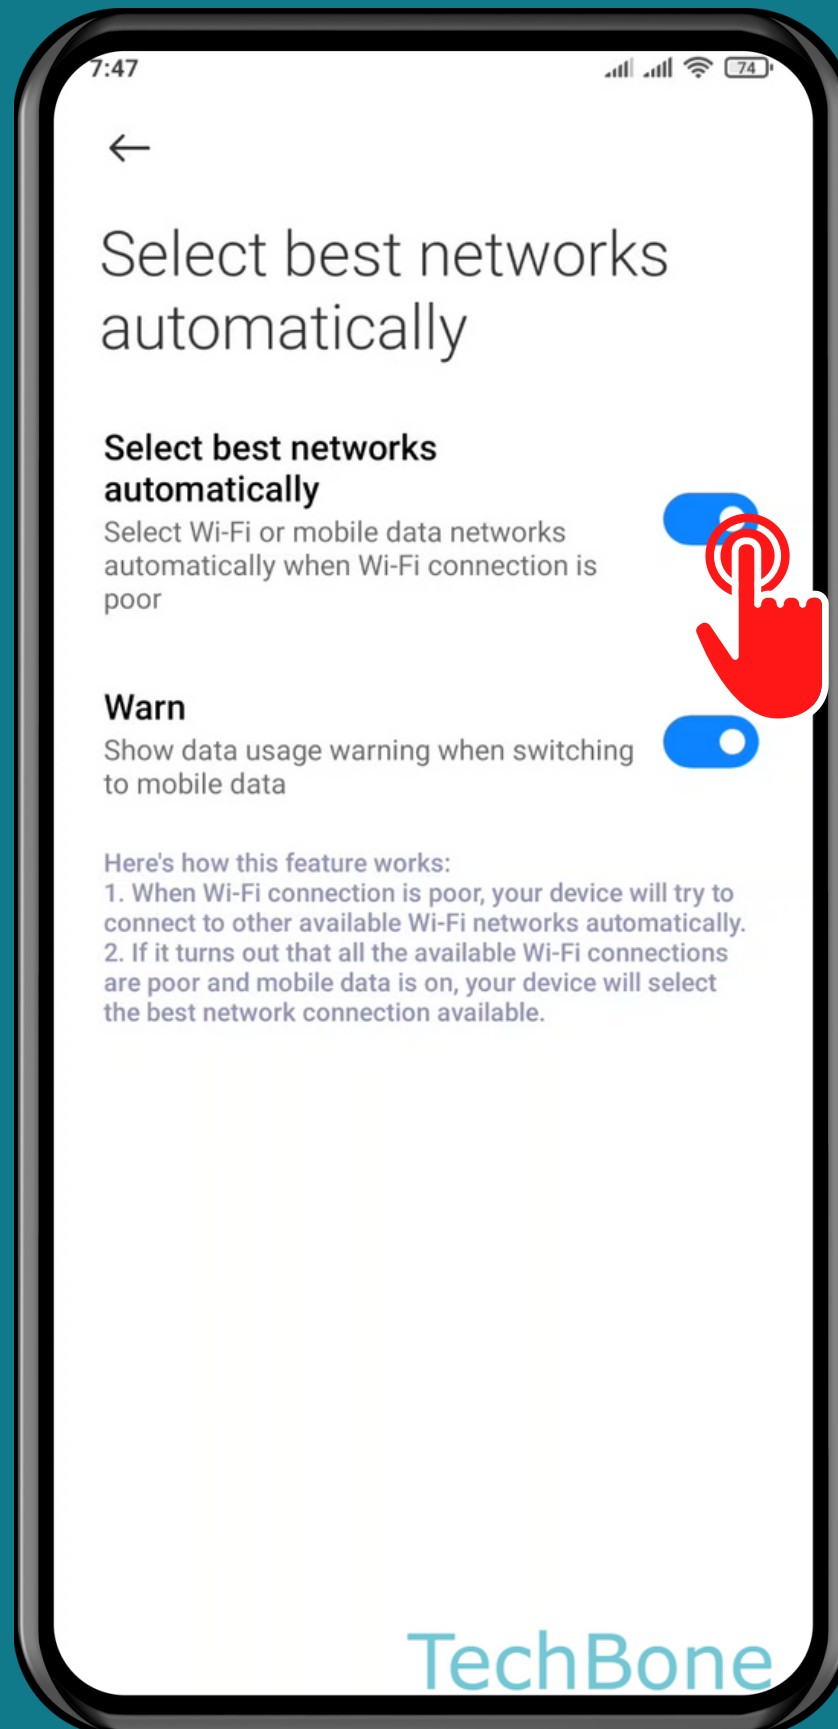 7:47
74
Select best networks
automatically
Select best networks
automatically
Select Wi-Fi or mobile data networks
automatically when Wi-Fi connection is
poor
Warn
Show data usage warning when switching
to mobile data
Here's how this feature works:
1. When Wi-Fi connection is poor, your device will try to
connect to other available Wi-Fi networks automatically.
2. If it turns out that all the available Wi-Fi connections
are poor and mobile data is on, your device will select
the best network connection available.
TechBone